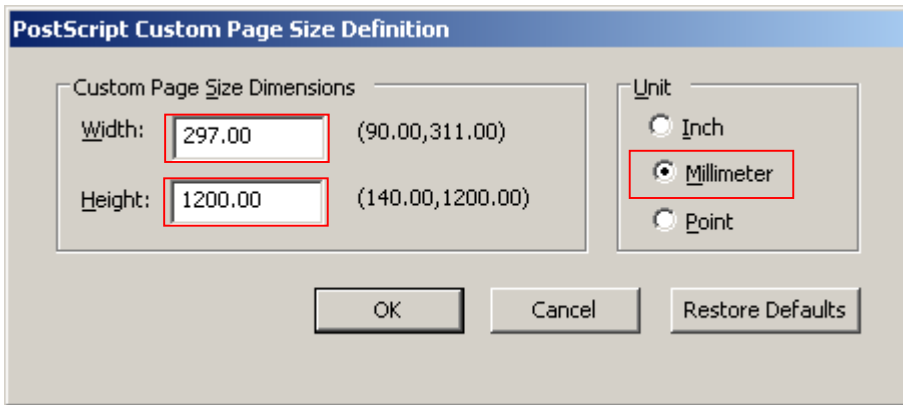 PostScript Custom Page Size Definition
Custom Page Size Dimensions
Width: 297.00 (90.00,311.00)
Height: 1200.00 (140.00,1200.00)
Unit
Inch
Millimeter
Point
OK Cancel Restore Defaults